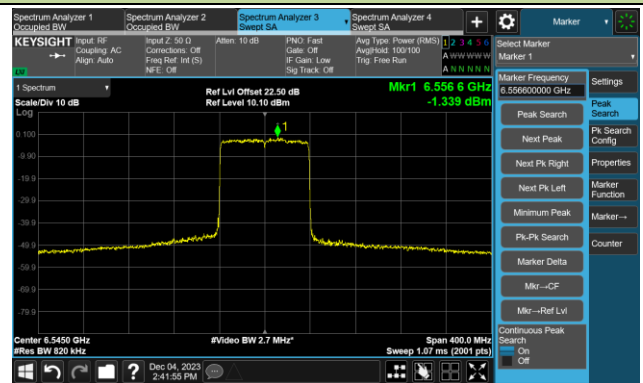 Spectrum Analyzer 1
Occupied BW
Spectrum Analyzer 2
Occupied BW
Spectrum Analyzer 3
Swept SA
Spectrum Analyzer 4
Swept SA
Marker
KEYSIGHT
Input: RF
Coupling: AC
Align: Auto
Input Z: 50 Ω
Corrections: Off
Freq Ref: Int (S)
NFE: Off
Atten: 10 dB
PNO: Fast
Gate: Off
IF Gain: Low
Sig Track: Off
Avg Type: Power (RMS)
Avg|Hold: 100/100
Trig: Free Run
1 2 3 4 5 6
A W W W W W
A N N N N N
LW
Select Marker
Marker 1
1 Spectrum
Scale/Div 10 dB
Log
Ref Lvl Offset 22.50 dB
Ref Level 10.10 dBm
Mkr1 6.556 6 GHz
-1.339 dBm
1
0.100
-9.90
-19.9
-29.9
-39.9
-49.9
-59.9
-69.9
-79.9
Center 6.5450 GHz
#Res BW 820 kHz
#Video BW 2.7 MHz*
Span 400.0 MHz
Sweep 1.07 ms (2001 pts)
Marker Frequency
6.556600000 GHz
Peak Search
Next Peak
Next Pk Right
Next Pk Left
Minimum Peak
Pk-Pk Search
Marker Delta
Mkr→CF
Mkr→Ref Lvl
Continuous Peak
Search
On
Off
Settings
Peak
Search
Pk Search
Config
Properties
Marker
Function
Marker→
Counter
Dec 04, 2023
2:41:55 PM